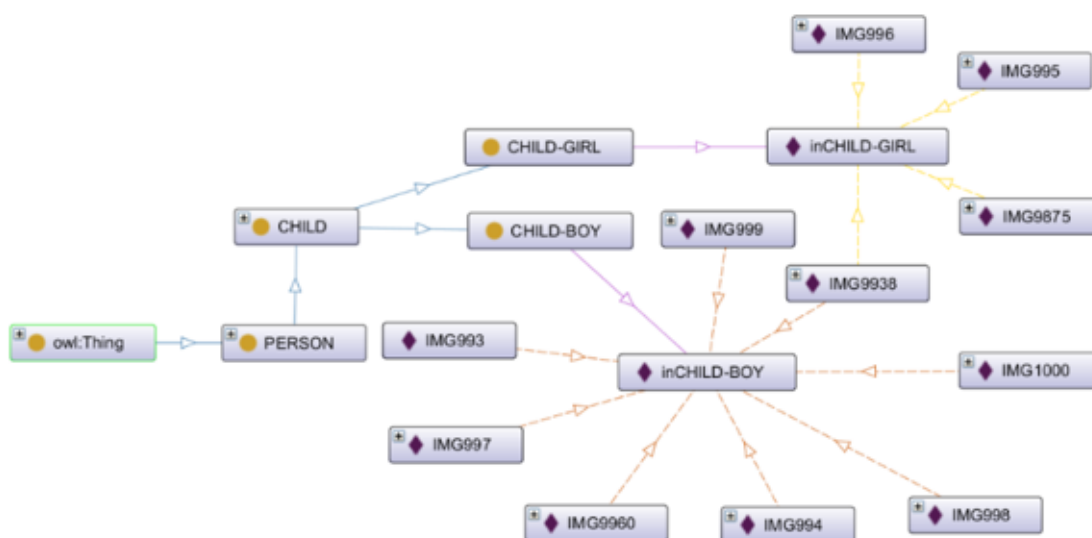 IMG996
IMG995
CHILD-GIRL
inCHILD-GIRL
CHILD
CHILD-BOY
IMG999
IMG9875
IMG9938
owl:Thing
PERSON
IMG993
inCHILD-BOY
IMG1000
IMG997
IMG9960
IMG994
IMG998